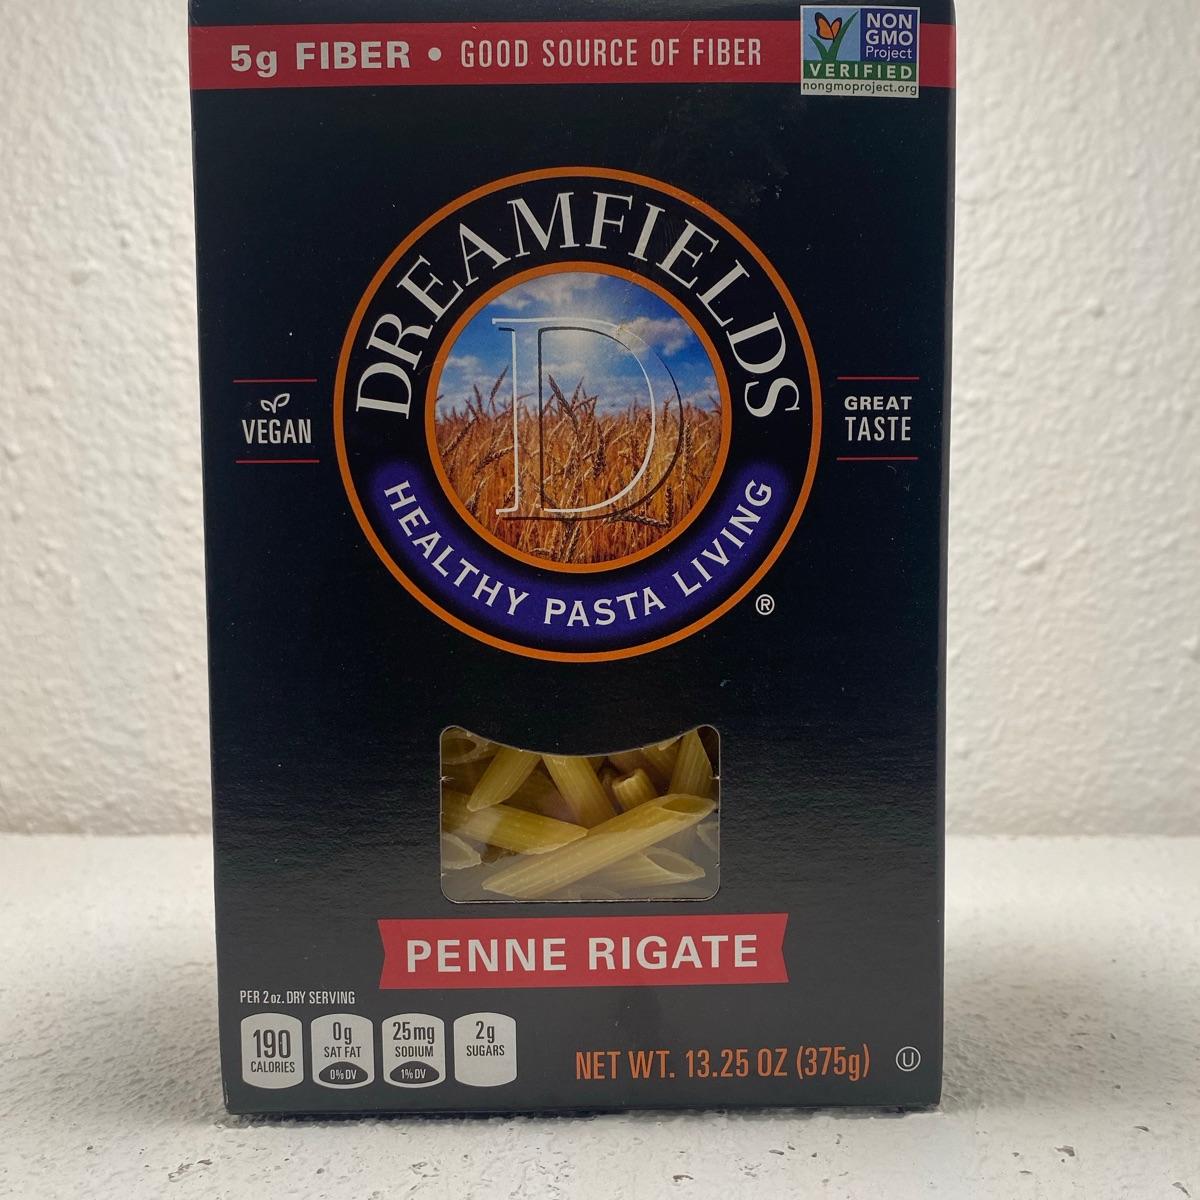 5g FIBER • GOOD SOURCE OF FIBER
NON
GMO
Project
VERIFIED
nongmoproject.org
DREAMFIELDS
D
HEALTHY PASTA LIVING
®
VEGAN
GREAT
TASTE
PENNE RIGATE
PER 2 oz. DRY SERVING
190
CALORIES
0g
SAT FAT
0% DV
25mg
SODIUM
1% DV
2g
SUGARS
NET WT. 13.25 OZ (375g)
U